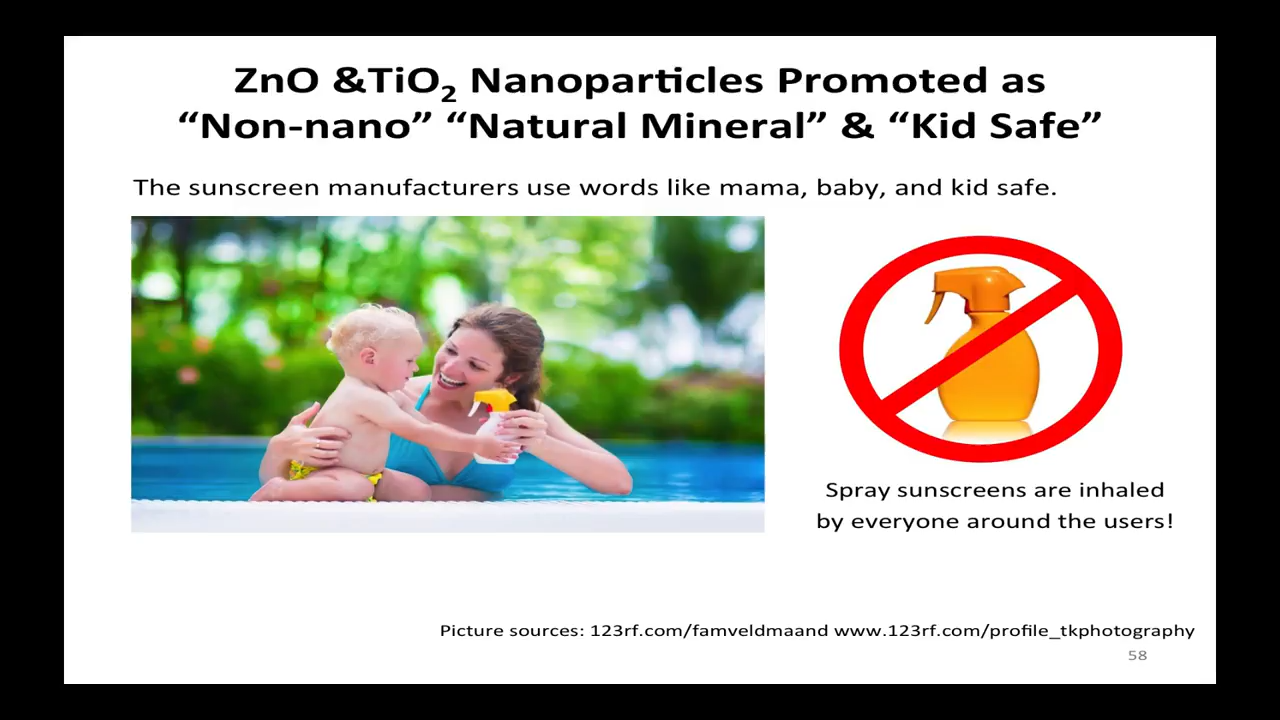 ZnO &TiO₂ Nanoparticles Promoted as
“Non-nano” “Natural Mineral” & “Kid Safe”
The sunscreen manufacturers use words like mama, baby, and kid safe.
Spray sunscreens are inhaled
by everyone around the users!
Picture sources: 123rf.com/famveldmaand www.123rf.com/profile_tkphotography
58